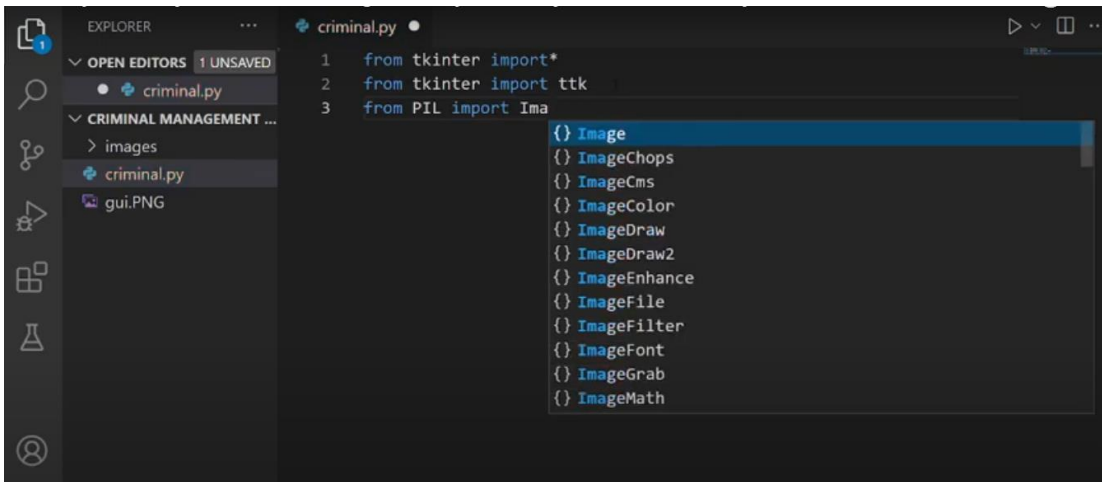 EXPLORER ...
criminal.py
OPEN EDITORS 1 UNSAVED
criminal.py
CRIMINAL MANAGEMENT ...
images
criminal.py
gui.PNG
1
1 from tkinter import*
2 from tkinter import ttk
3 from PIL import Ima
{} Image
{} ImageChops
{} ImageCms
{} ImageColor
{} ImageDraw
{} ImageDraw2
{} ImageEnhance
{} ImageFile
{} ImageFilter
{} ImageFont
{} ImageGrab
{} ImageMath